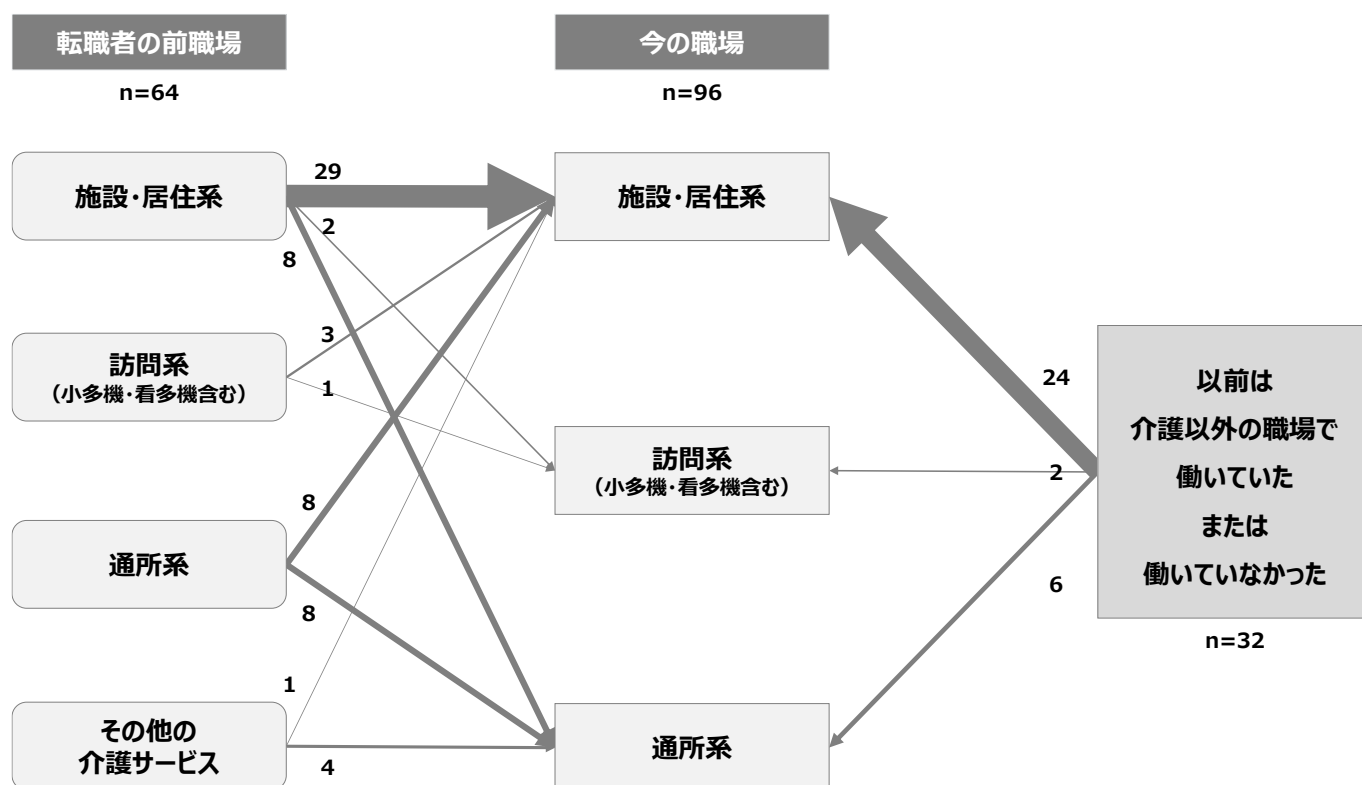 転職者の前職場
n=64
今の職場
n=96
施設・居住系
29
2
8
施設・居住系
訪問系
(小多機・看多機含む)
3
1
訪問系
(小多機・看多機含む)
24
2
6
以前は
介護以外の職場で
働いていた
または
働いていなかった
n=32
通所系
8
8
その他の
介護サービス
1
4
通所系